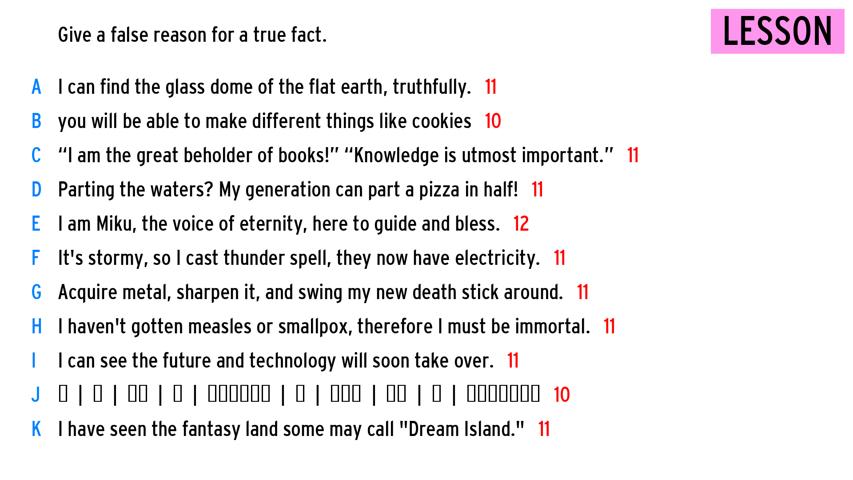 Give a false reason for a true fact.
LESSON
A I can find the glass dome of the flat earth, truthfully. 11
B you will be able to make different things like cookies 10
C “I am the great beholder of books!” “Knowledge is utmost important.” 11
D Parting the waters? My generation can part a pizza in half! 11
E I am Miku, the voice of eternity, here to guide and bless. 12
F It's stormy, so I cast thunder spell, they now have electricity. 11
G Acquire metal, sharpen it, and swing my new death stick around. 11
H I haven't gotten measles or smallpox, therefore I must be immortal. 11
I I can see the future and technology will soon take over. 11
J ▯ | ▯ | ▯▯ | ▯ | ▯▯▯▯▯▯ | ▯ | ▯▯▯ | ▯▯ | ▯ | ▯▯▯▯▯▯▯ 10
K I have seen the fantasy land some may call "Dream Island." 11